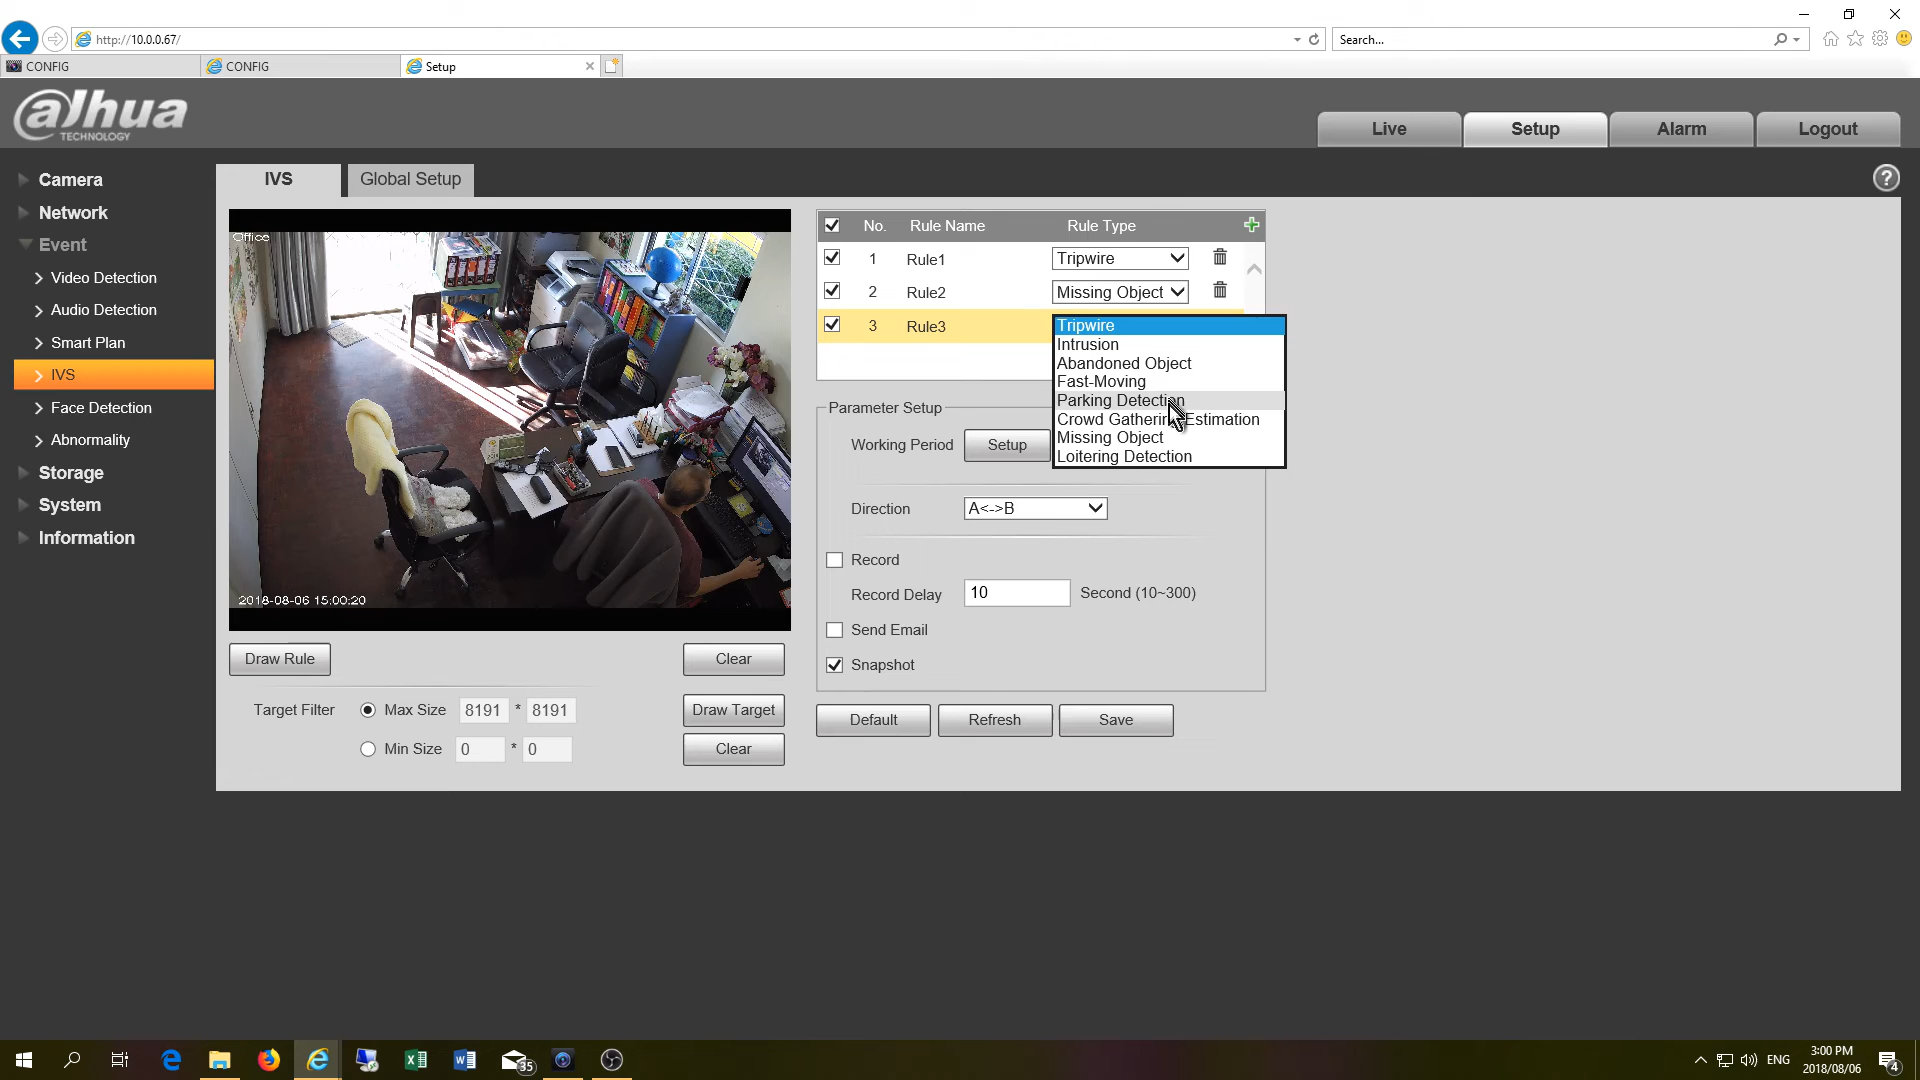 http://10.0.0.67/
Search...
CONFIG
CONFIG
Setup
alhua
TECHNOLOGY
Live
Setup
Alarm
Logout
Camera
Network
Event
Video Detection
Audio Detection
Smart Plan
IVS
Face Detection
Abnormality
Storage
System
Information
IVS
Global Setup
?
Office
2018-08-06 15:00:20
No. Rule Name Rule Type
1 Rule1 Tripwire
2 Rule2 Missing Object
3 Rule3
Tripwire
Intrusion
Abandoned Object
Fast-Moving
Parking Detection
Crowd Gathering Estimation
Missing Object
Loitering Detection
Parameter Setup
Working Period Setup
Direction A<->B
Record
Record Delay 10 Second (10~300)
Send Email
Snapshot
Draw Rule
Clear
Target Filter Max Size 8191 * 8191
Draw Target
Min Size 0 * 0
Clear
Default
Refresh
Save
35
ENG
3:00 PM
2018/08/06
4